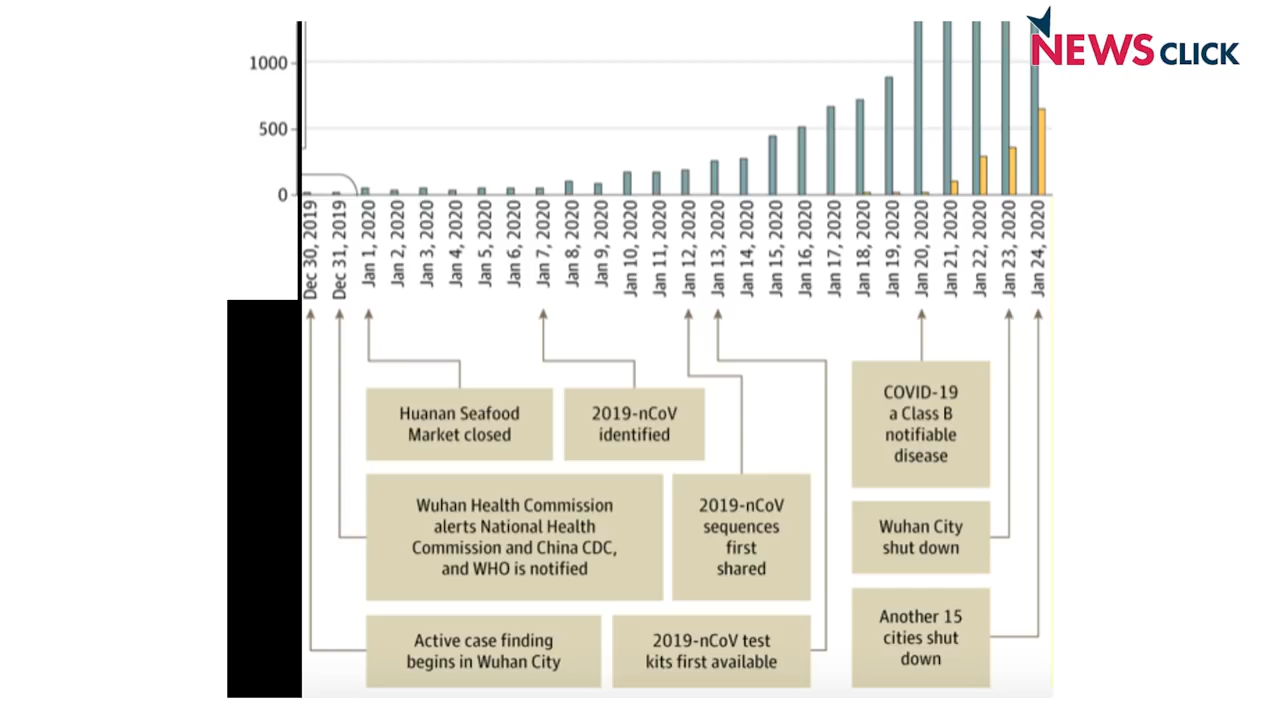 NEWSCLICK
1000
500
0
Dec 30, 2019
Dec 31, 2019
Jan 1, 2020
Jan 2, 2020
Jan 3, 2020
Jan 4, 2020
Jan 5, 2020
Jan 6, 2020
Jan 7, 2020
Jan 8, 2020
Jan 9, 2020
Jan 10, 2020
Jan 11, 2020
Jan 12, 2020
Jan 13, 2020
Jan 14, 2020
Jan 15, 2020
Jan 16, 2020
Jan 17, 2020
Jan 18, 2020
Jan 19, 2020
Jan 20, 2020
Jan 21, 2020
Jan 22, 2020
Jan 23, 2020
Jan 24, 2020
Huanan Seafood
Market closed
2019-nCoV
identified
COVID-19
a Class B
notifiable
disease
Wuhan Health Commission
alerts National Health
Commission and China CDC,
and WHO is notified
2019-nCoV
sequences
first
shared
Wuhan City
shut down
Active case finding
begins in Wuhan City
2019-nCoV test
kits first available
Another 15
cities shut
down